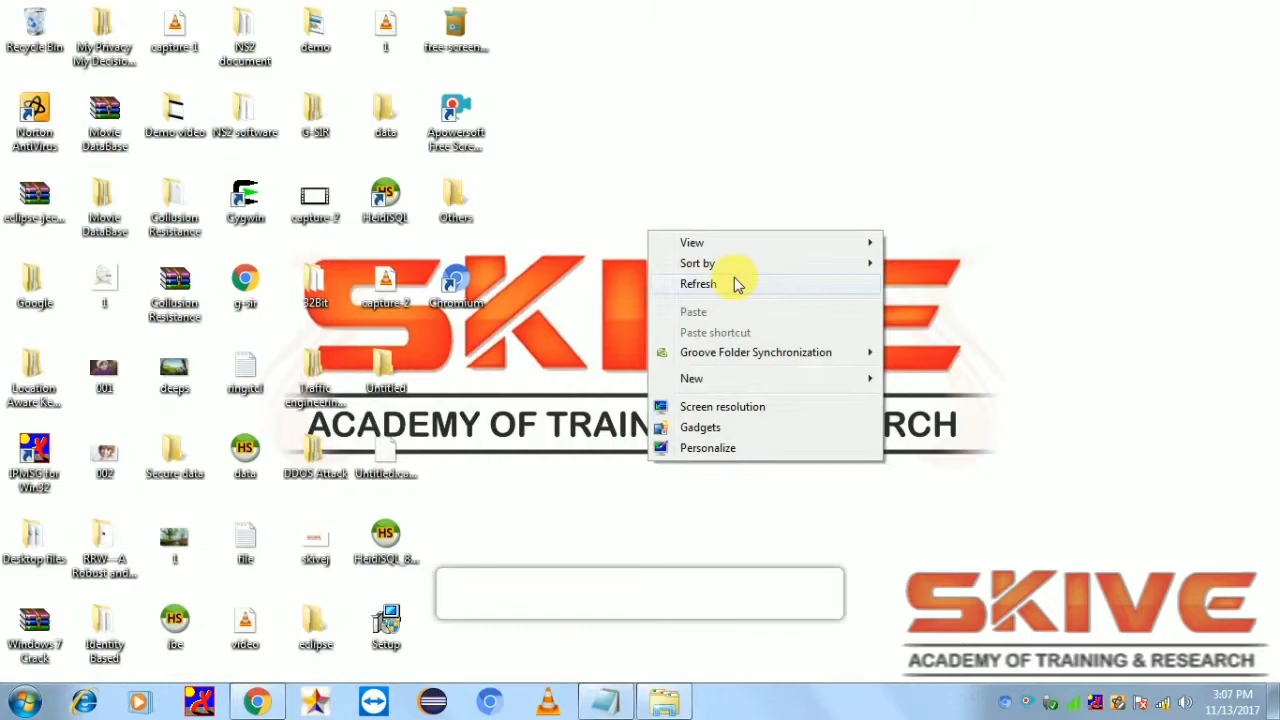 Recycle Bin
My Privacy
My Decisio...
capture-1
NS2
document
demo
1
free-screen...
Norton
AntiVirus
Movie
DataBase
Demo video
NS2 software
G-SIR
data
Apowersoft
Free Scre...
eclipse-jee...
Movie
DataBase
Collusion
Resistance
Cygwin
capture-2
HeidiSQL
Others
Google
1
Collusion
Resistance
g-sir
32Bit
capture-2
Chromium
Location
Aware Ke...
001
deeps
ring.tcl
Traffic
engineerin...
Untitled
IPMSG for
Win32
002
Secure data
data
DDOS Attack
Untitled.ca...
Desktop files
RRW---A
Robust and...
1
file
skivej
HeidiSQL_8...
Windows 7
Crack
Identity
Based
ibe
video
eclipse
Setup
View
Sort by
Refresh
Paste
Paste shortcut
Groove Folder Synchronization
New
Screen resolution
Gadgets
Personalize
SKIVE
ACADEMY OF TRAIN RCH
SKIVE
ACADEMY OF TRAINING & RESEARCH
3:07 PM
11/13/2017